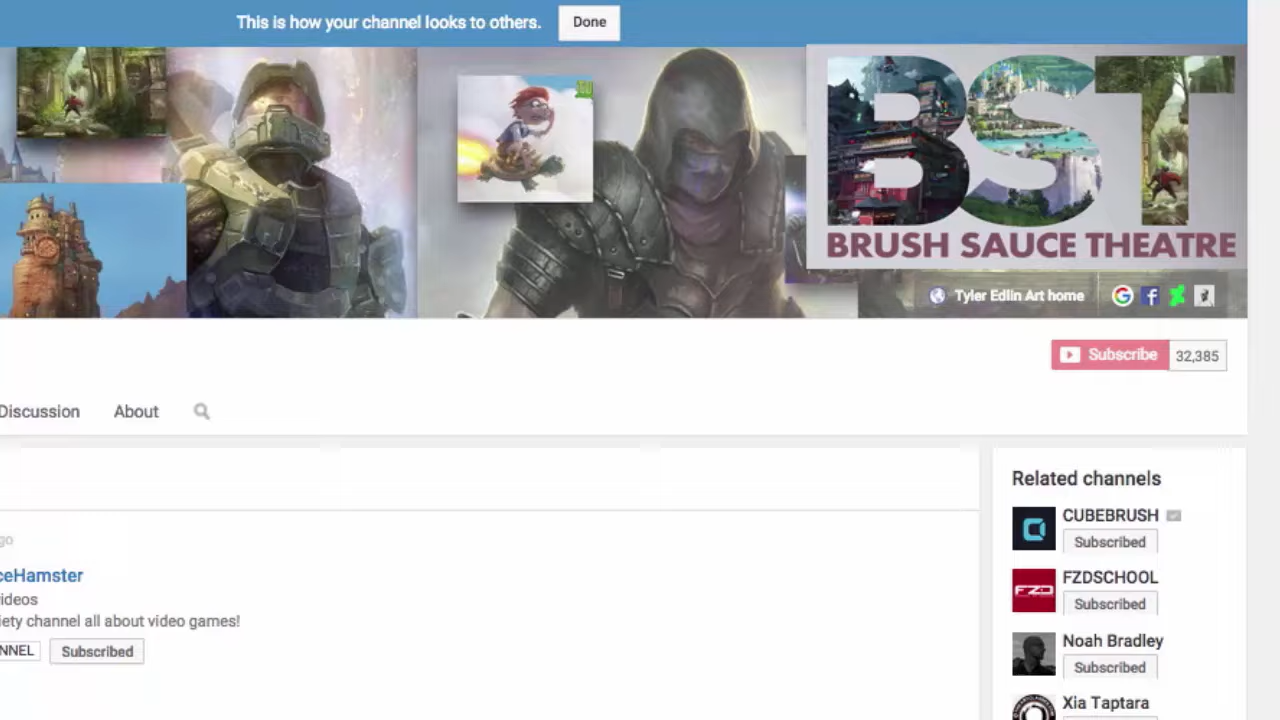 This is how your channel looks to others.
Done
BST
BRUSH SAUCE THEATRE
Tyler Edlin Art home
Subscribe 32,385
Discussion About
go
ceHamster
ideos
iety channel all about video games!
NNEL Subscribed
Related channels
CUBEBRUSH
Subscribed
FZDSCHOOL
Subscribed
FZD
Noah Bradley
Subscribed
Xia Taptara